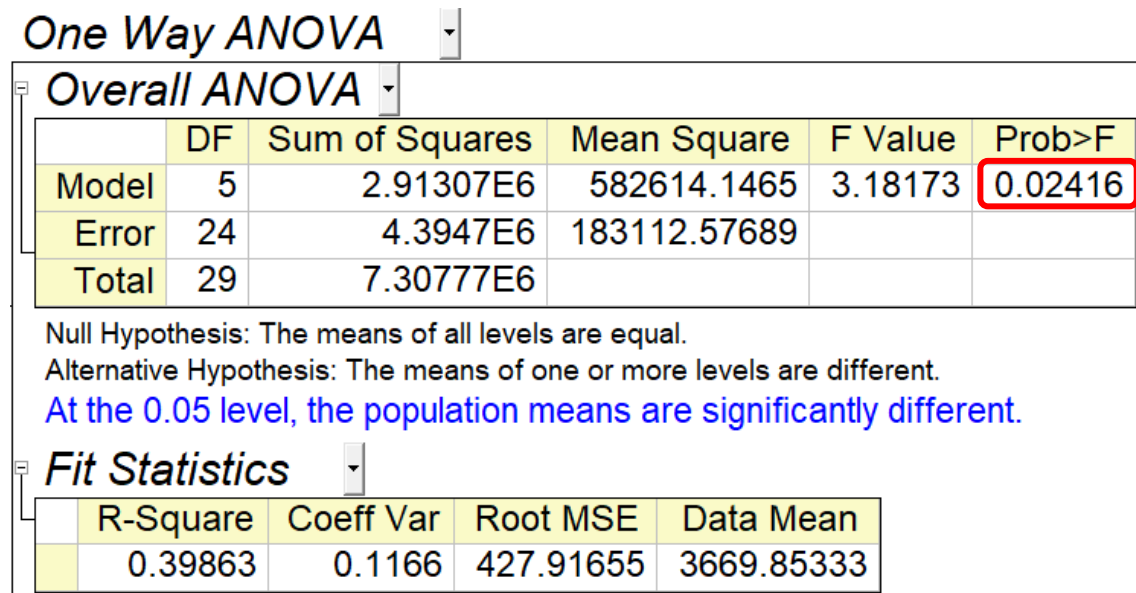 One Way ANOVA
Overall ANOVA
DF Sum of Squares Mean Square F Value Prob>F
Model 5 2.91307E6 582614.1465 3.18173 0.02416
Error 24 4.3947E6 183112.57689
Total 29 7.30777E6
Null Hypothesis: The means of all levels are equal.
Alternative Hypothesis: The means of one or more levels are different.
At the 0.05 level, the population means are significantly different.
Fit Statistics
R-Square Coeff Var Root MSE Data Mean
0.39863 0.1166 427.91655 3669.85333